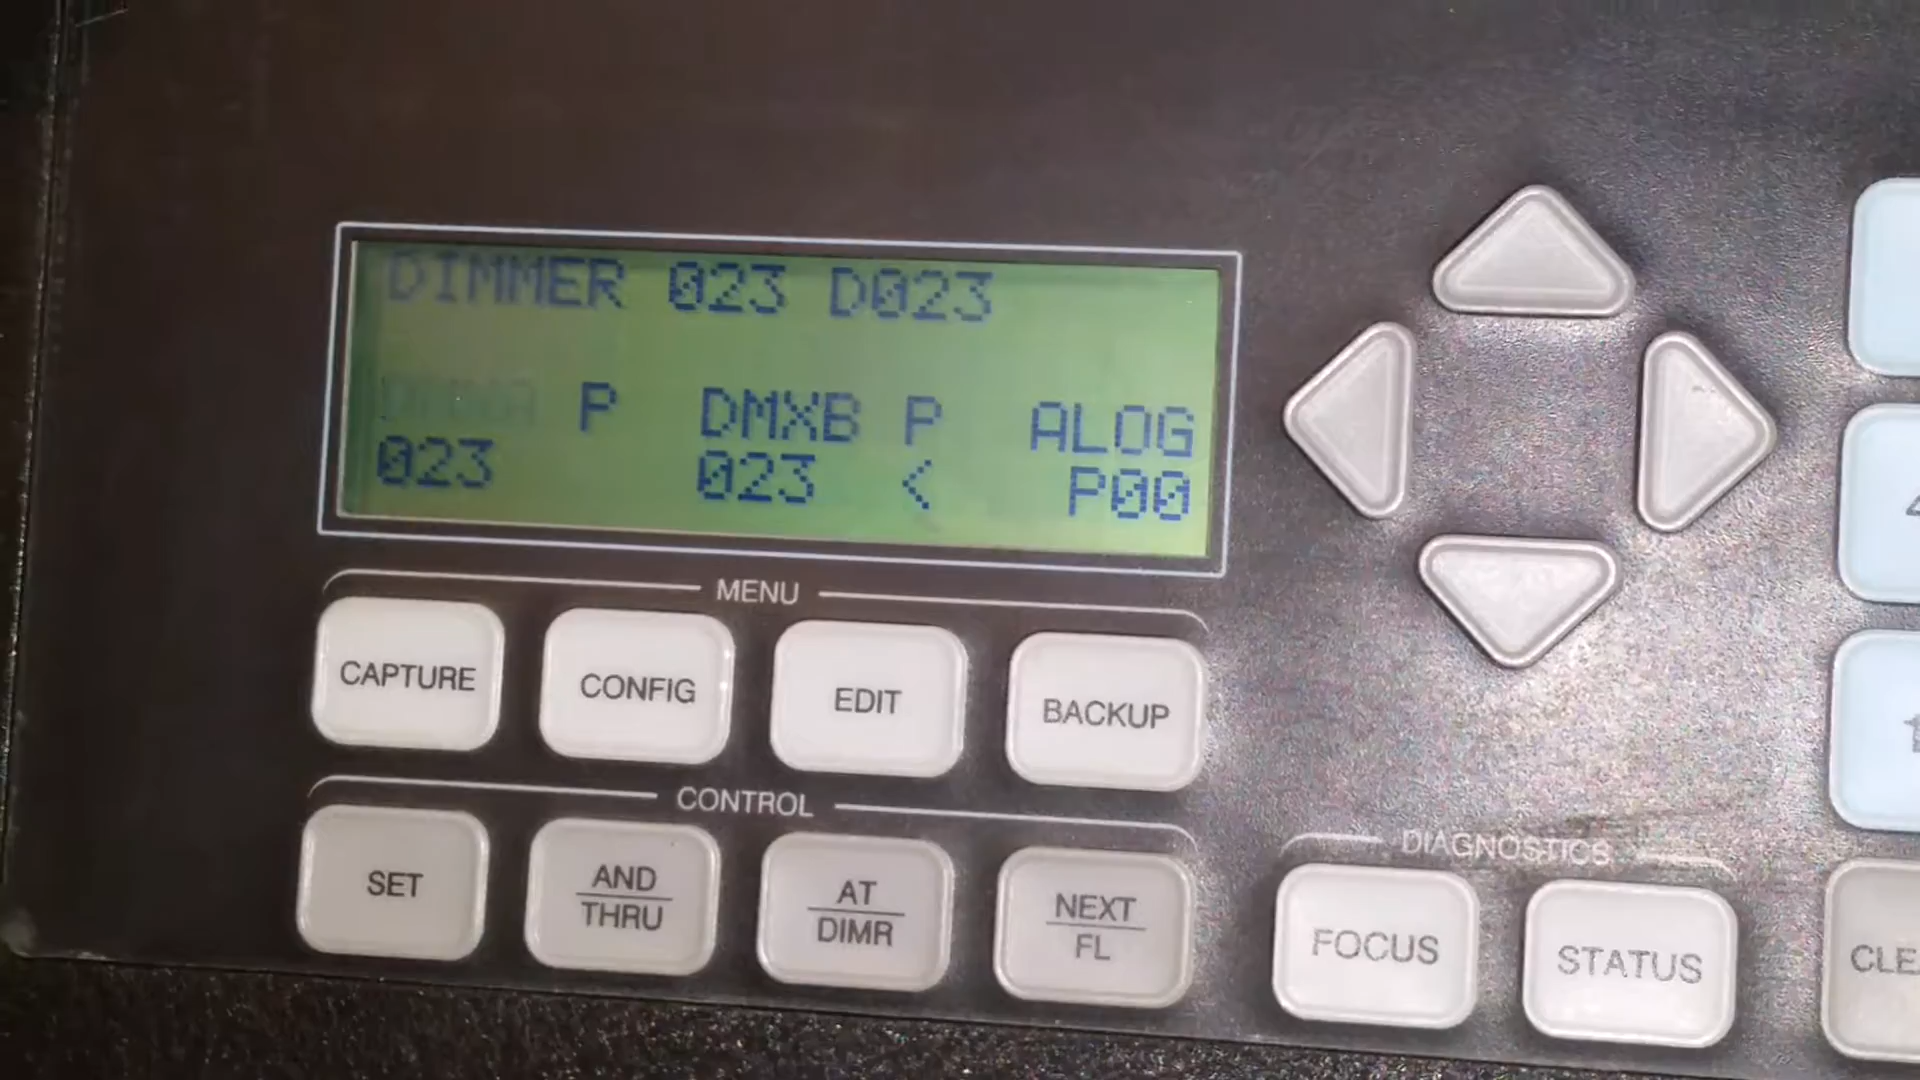 DIMMER 023 D023
P DMXB P ALOG
023 023 < P00
MENU
CAPTURE CONFIG EDIT BACKUP
CONTROL
SET AND THRU AT DIMR NEXT FL
DIAGNOSTICS
FOCUS STATUS